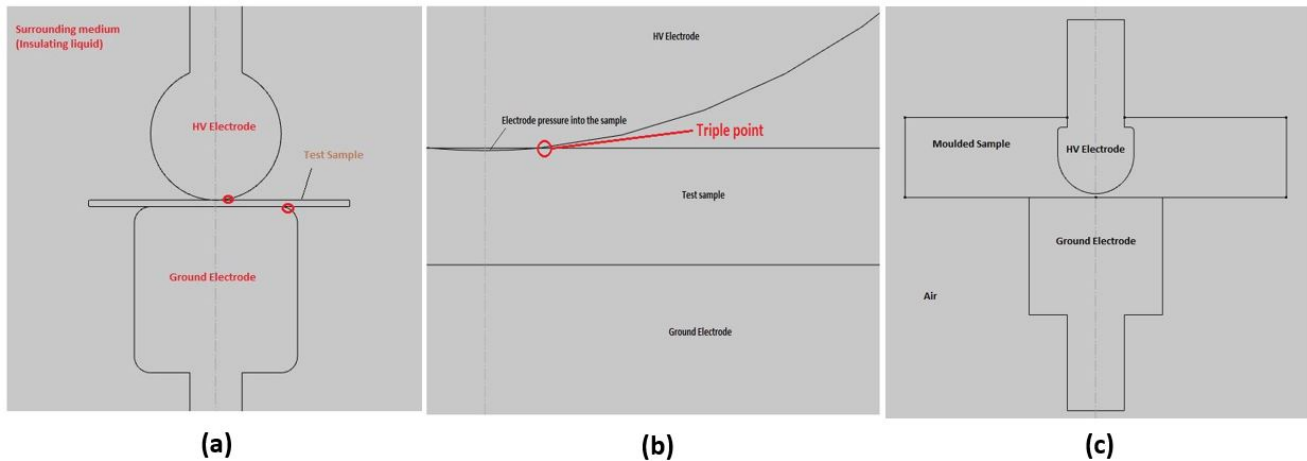 Surrounding medium
(Insulating liquid)
HV Electrode
Test Sample
Ground Electrode
(a)
HV Electrode
Electrode pressure into the sample
Triple point
Test sample
Ground Electrode
(b)
Moulded Sample
HV Electrode
Ground Electrode
Air
(c)